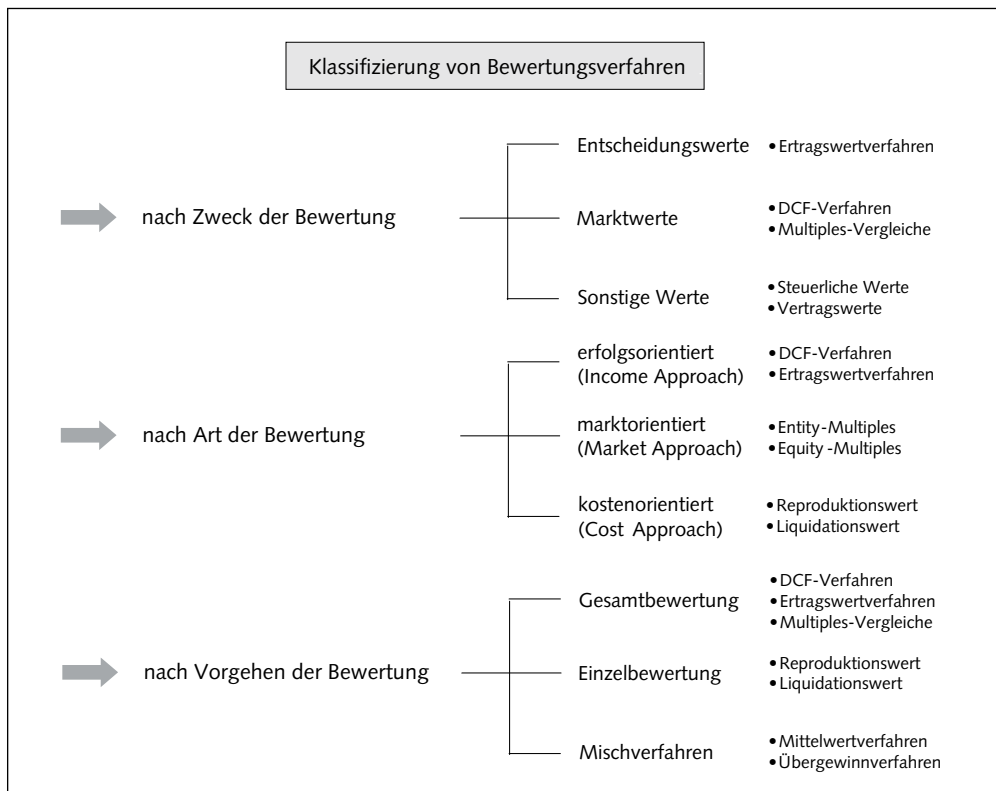 Klassifizierung von Bewertungsverfahren
nach Zweck der Bewertung
Entscheidungswerte
• Ertragswertverfahren
Marktwerte
• DCF-Verfahren
• Multiples-Vergleiche
Sonstige Werte
• Steuerliche Werte
• Vertragswerte
nach Art der Bewertung
erfolgsorientiert
(Income Approach)
• DCF-Verfahren
• Ertragswertverfahren
marktorientiert
(Market Approach)
• Entity-Multiples
• Equity -Multiples
kostenorientiert
(Cost Approach)
• Reproduktionswert
• Liquidationswert
nach Vorgehen der Bewertung
Gesamtbewertung
• DCF-Verfahren
• Ertragswertverfahren
• Multiples-Vergleiche
Einzelbewertung
• Reproduktionswert
• Liquidationswert
Mischverfahren
• Mittelwertverfahren
• Übergewinnverfahren